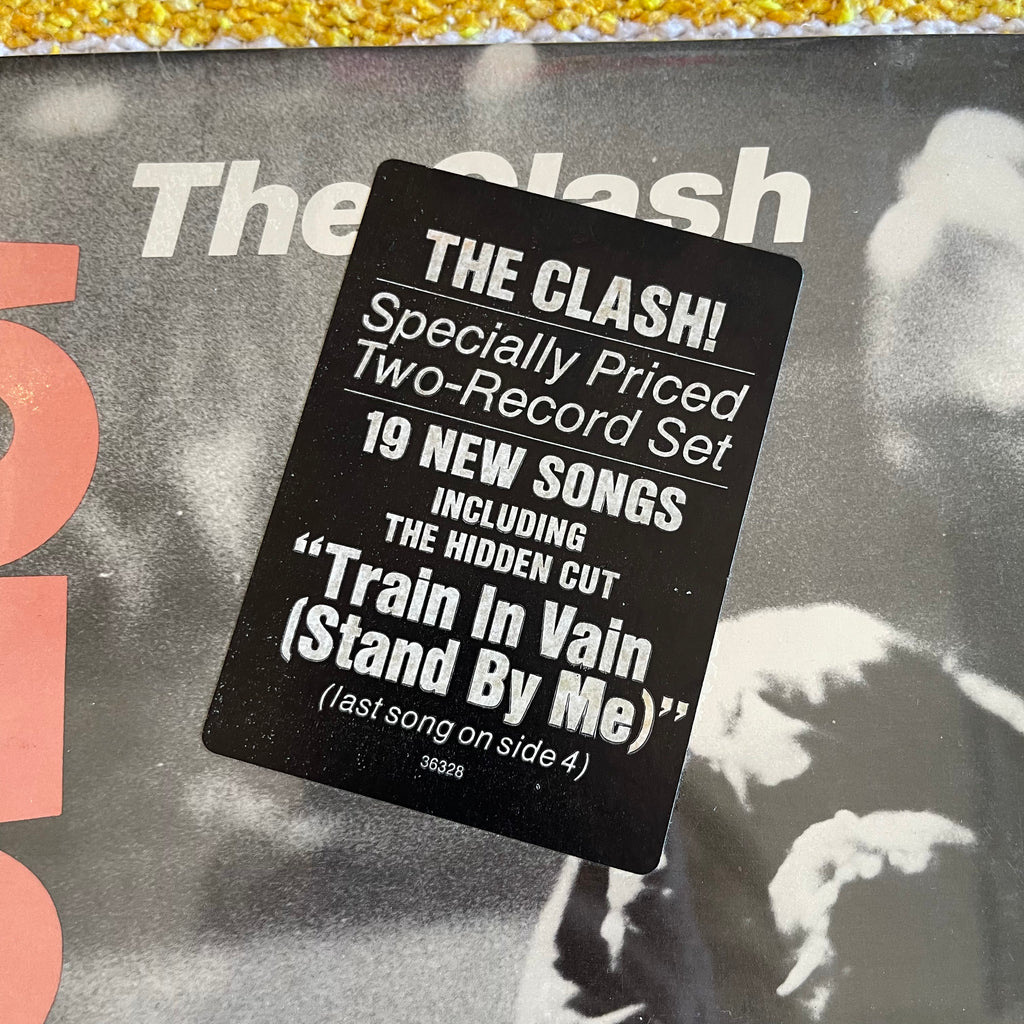 The Clash
THE CLASH!
Specially Priced
Two-Record Set
19 NEW SONGS
INCLUDING
THE HIDDEN CUT
“Train In Vain
(Stand By Me)”
(last song on side 4)
36328